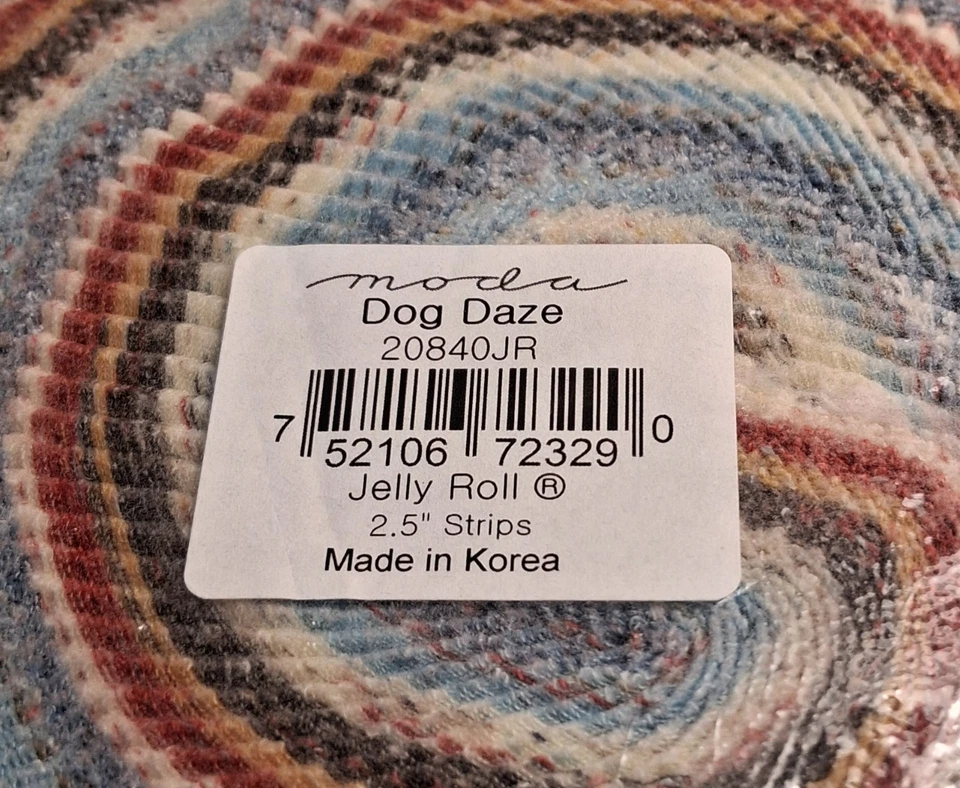 moda
Dog Daze
20840JR
7 52106 72329 0
Jelly Roll ®
2.5" Strips
Made in Korea